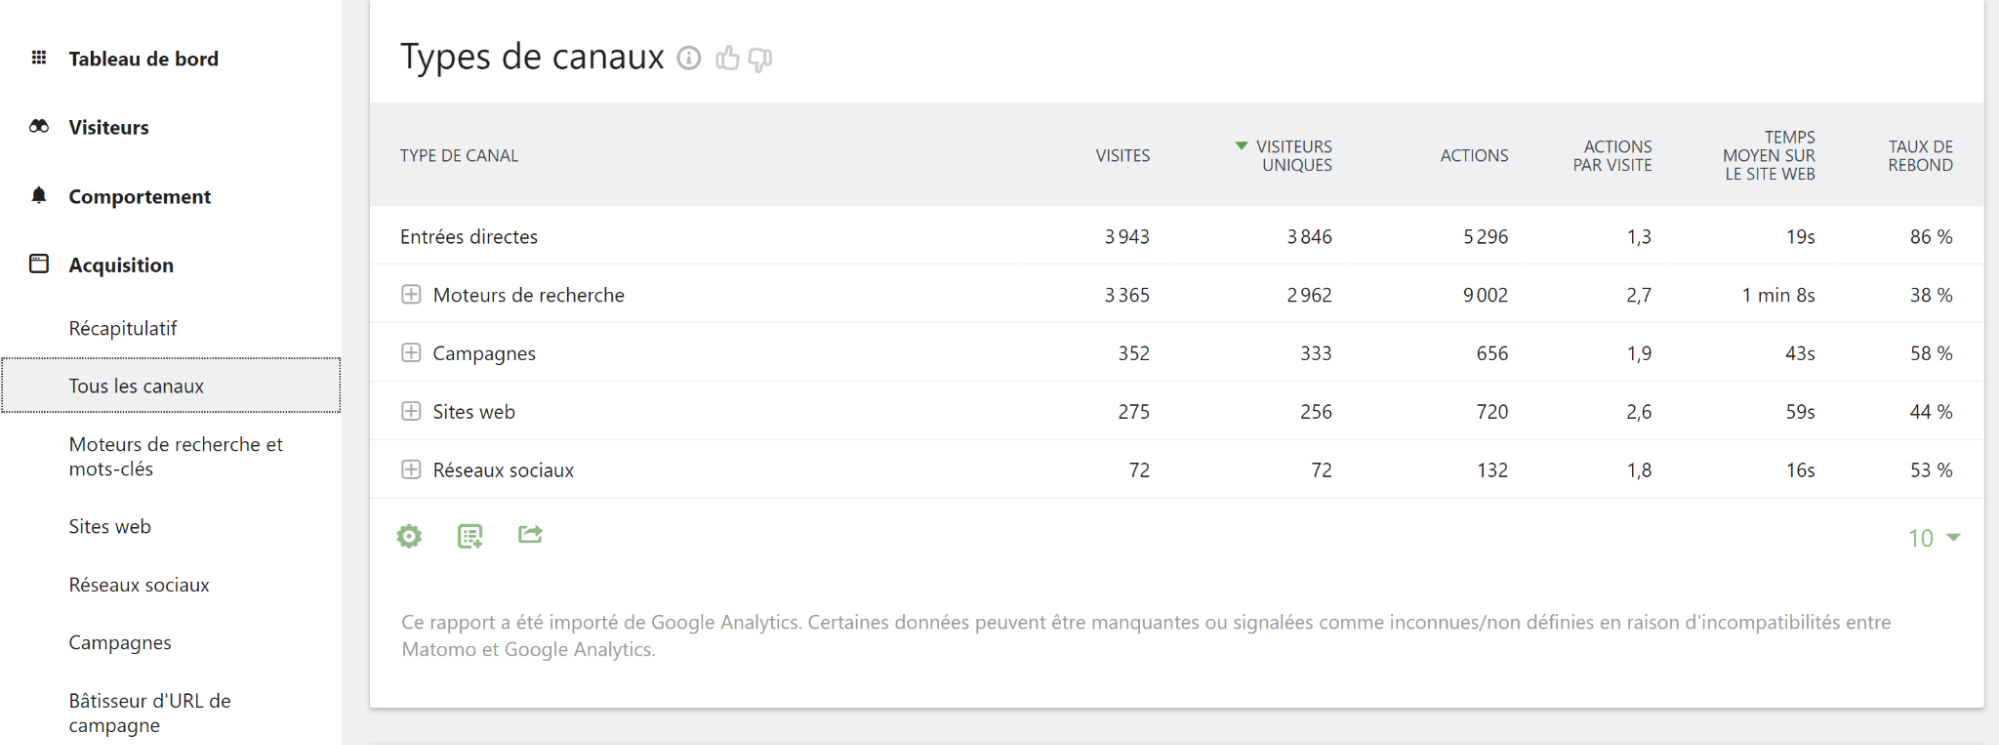 Tableau de bord
Visiteurs
Comportement
Acquisition
Récapitulatif
Tous les canaux
Moteurs de recherche et
mots-clés
Sites web
Réseaux sociaux
Campagnes
Bâtisseur d'URL de
campagne
Types de canaux
TYPE DE CANAL VISITES VISITEURS UNIQUES ACTIONS ACTIONS PAR VISITE TEMPS MOYEN SUR LE SITE WEB TAUX DE REBOND
Entrées directes 3 943 3 846 5 296 1,3 19s 86 %
Moteurs de recherche 3 365 2 962 9 002 2,7 1 min 8s 38 %
Campagnes 352 333 656 1,9 43s 58 %
Sites web 275 256 720 2,6 59s 44 %
Réseaux sociaux 72 72 132 1,8 16s 53 %
10
Ce rapport a été importé de Google Analytics. Certaines données peuvent être manquantes ou signalées comme inconnues/non définies en raison d'incompatibilités entre
Matomo et Google Analytics.